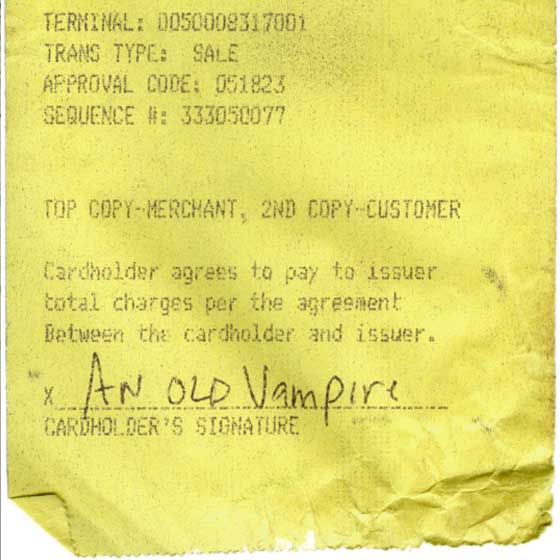 TERMINAL: 0050008317001
TRANS TYPE: SALE
APPROVAL CODE: 051823
SEQUENCE #: 333050077
TOP COPY-MERCHANT, 2ND COPY-CUSTOMER
Cardholder agrees to pay to issuer
total charges per the agreement
Between the cardholder and issuer.
x AN OLD Vampire
CARDHOLDER'S SIGNATURE